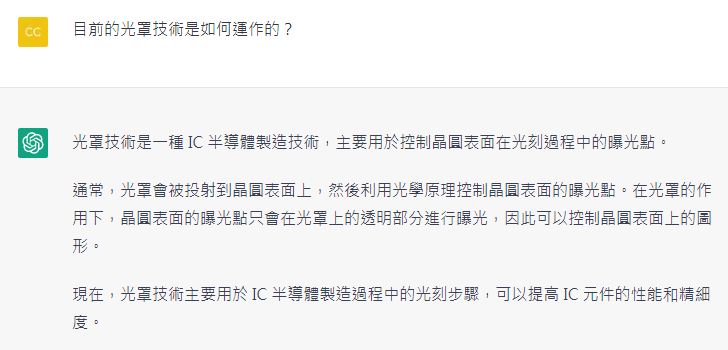 CC
目前的光罩技術是如何運作的？
光罩技術是一種 IC 半導體製造技術，主要用於控制晶圓表面在光刻過程中的曝光點。
通常，光罩會被投射到晶圓表面上，然後利用光學原理控制晶圓表面的曝光點。在光罩的作
用下，晶圓表面的曝光點只會在光罩上的透明部分進行曝光，因此可以控制晶圓表面上的圖
形。
現在，光罩技術主要用於 IC 半導體製造過程中的光刻步驟，可以提高 IC 元件的性能和精細
度。